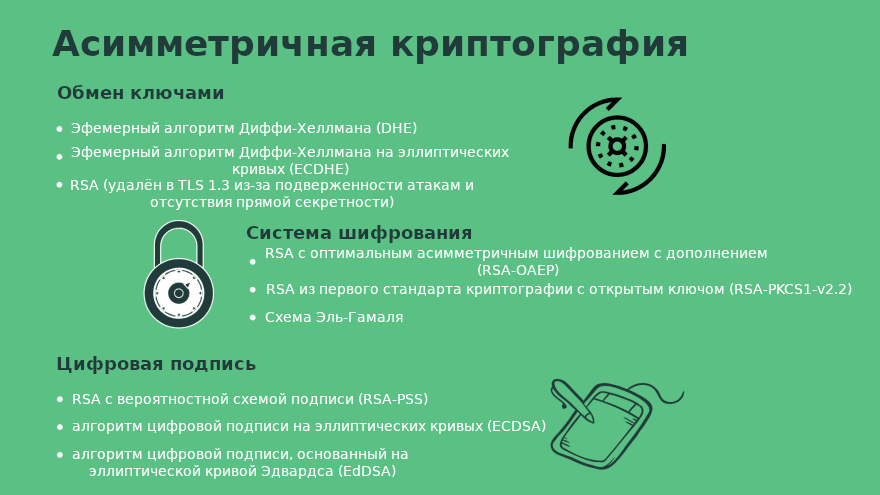 Асимметричная криптография
Обмен ключами
Эфемерный алгоритм Диффи-Хеллмана (DHE)
Эфемерный алгоритм Диффи-Хеллмана на эллиптических
кривых (ECDHE)
RSA (удалён в TLS 1.3 из-за подверженности атакам и
отсутствия прямой секретности)
Система шифрования
RSA с оптимальным асимметричным шифрованием с дополнением
(RSA-OAEP)
RSA из первого стандарта криптографии с открытым ключом (RSA-PKCS1-v2.2)
Схема Эль-Гамаля
Цифровая подпись
RSA с вероятностной схемой подписи (RSA-PSS)
алгоритм цифровой подписи на эллиптических кривых (ECDSA)
алгоритм цифровой подписи, основанный на
эллиптической кривой Эдвардса (EdDSA)